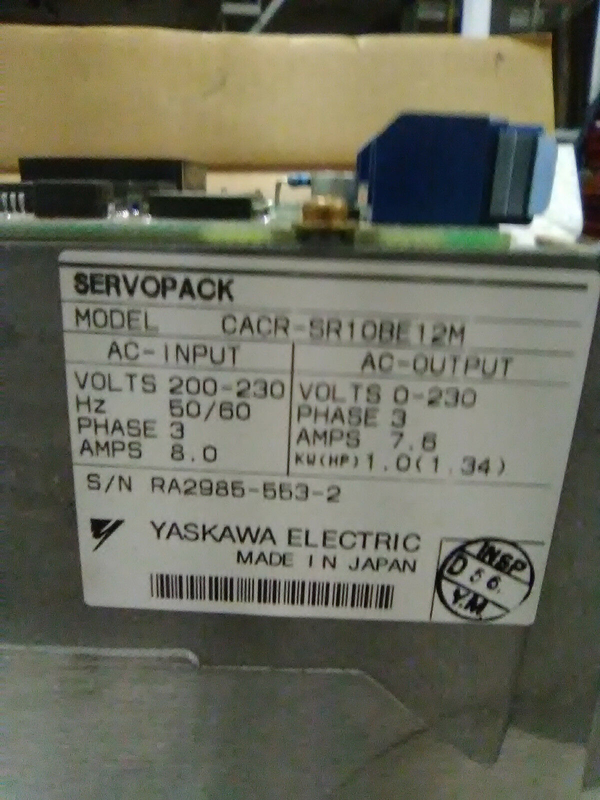 SERVOPACK
MODEL CACR-SR10BE12M
AC-INPUT
VOLTS 200-230
Hz 50/60
PHASE 3
AMPS 8.0
AC-OUTPUT
VOLTS 0-230
PHASE 3
AMPS 7.6
KW(HP) 1.0(1.34)
S/N RA2985-553-2
YASKAWA ELECTRIC
MADE IN JAPAN
INSP
D 56.
Y.M